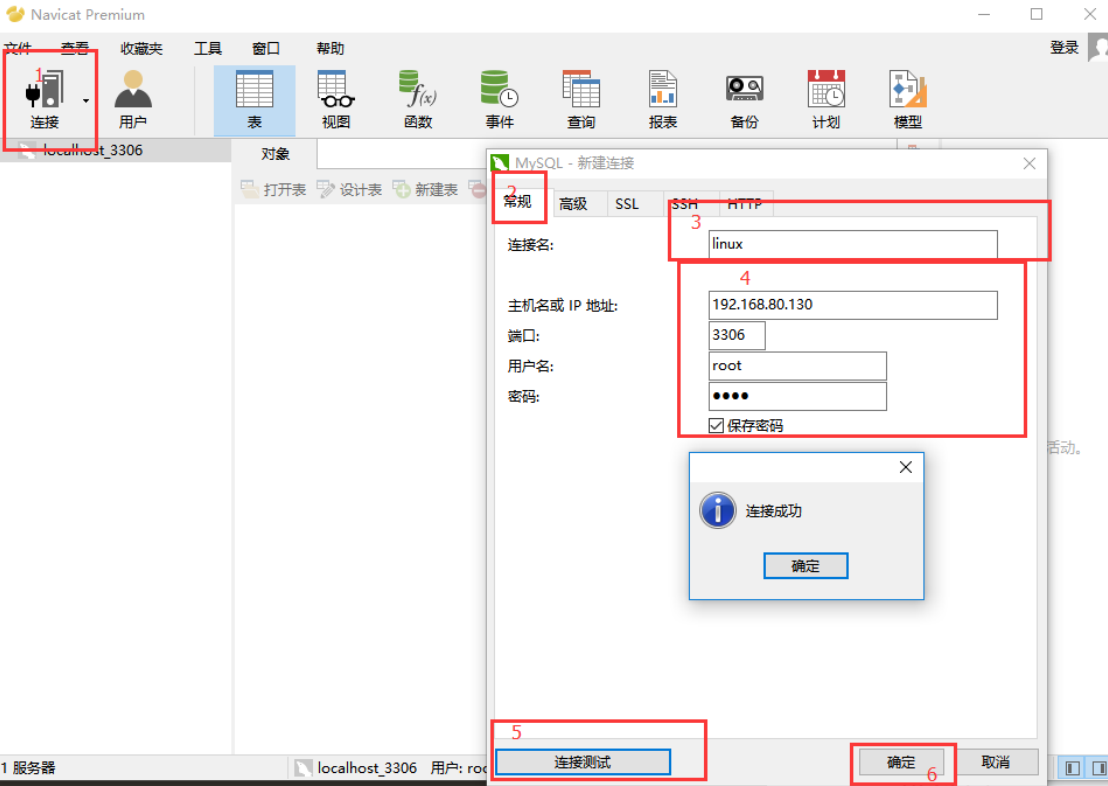 Navicat Premium
文件 查看 收藏夹 工具 窗口 帮助 登录
1
连接 用户 表 视图 函数 事件 查询 报表 备份 计划 模型
f(x)
localhost_3306 对象
打开表 设计表 新建表
MySQL - 新建连接
2
常规 高级 SSL SSH HTTP
3
连接名: linux
4
主机名或 IP 地址: 192.168.80.130
端口: 3306
用户名: root
密码: ●●●●
保存密码
活动。
连接成功
确定
5
连接测试 确定 取消
6
1 服务器 localhost_3306 用户: roo